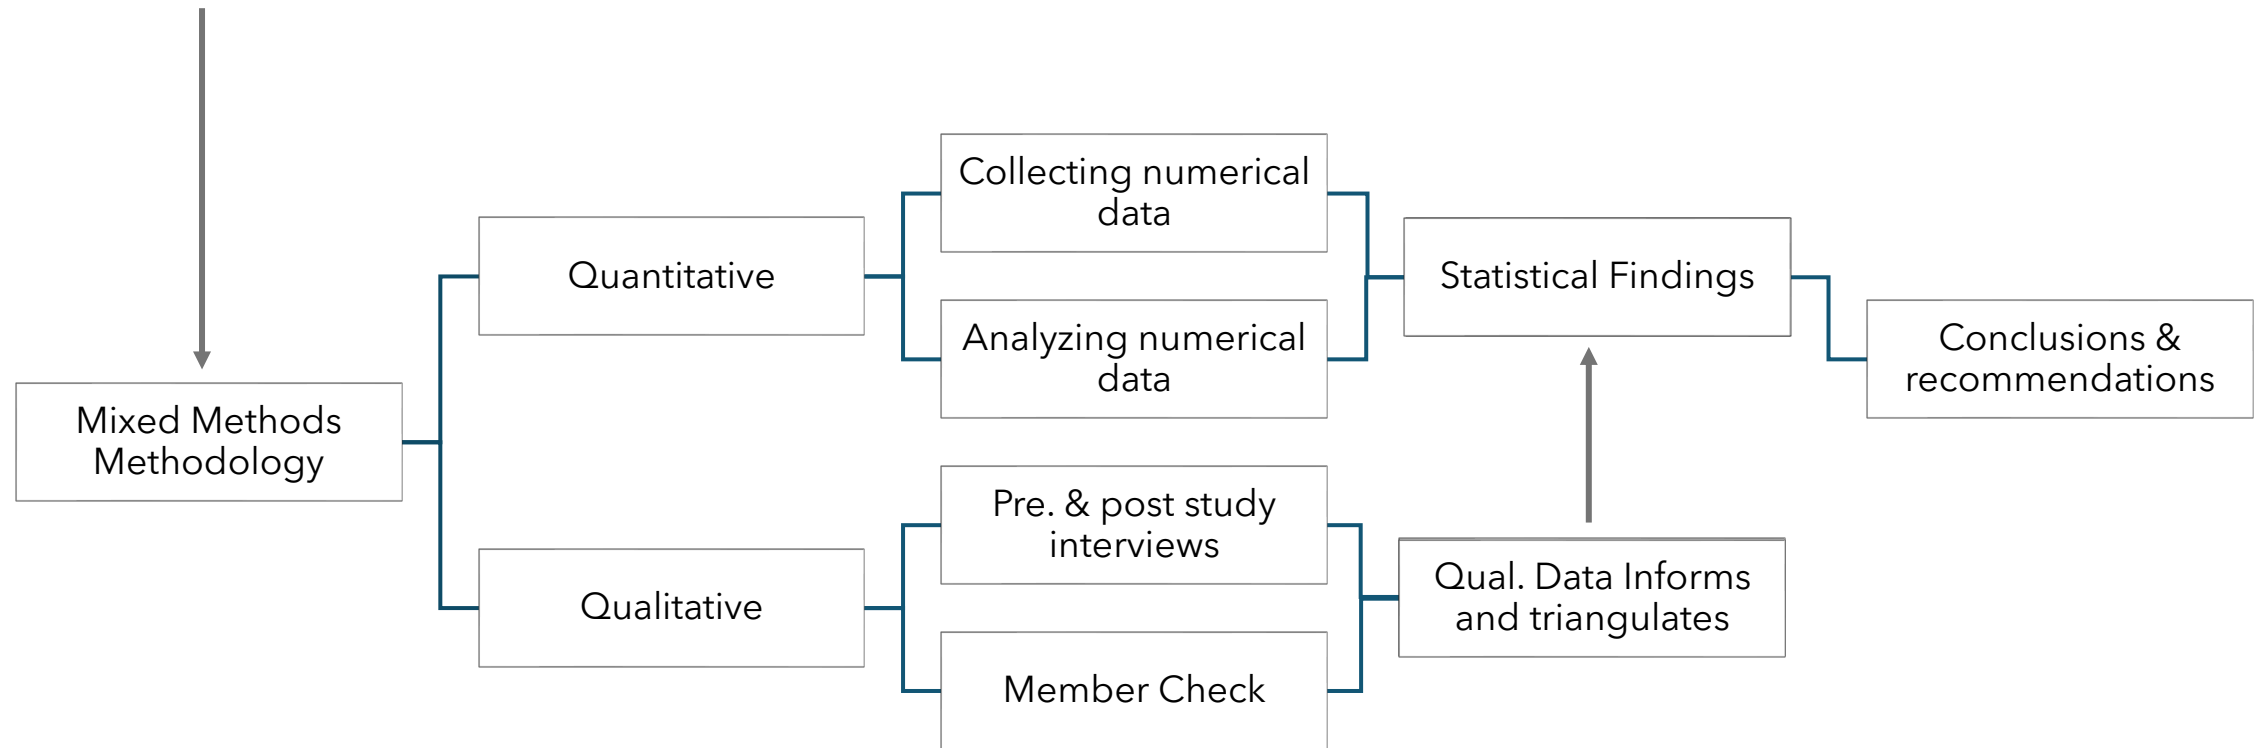 Collecting numerical
data
Quantitative
Statistical Findings
Analyzing numerical
data
Conclusions &
recommendations
Mixed Methods
Methodology
Pre. & post study
interviews
Qual. Data Informs
and triangulates
Qualitative
Member Check